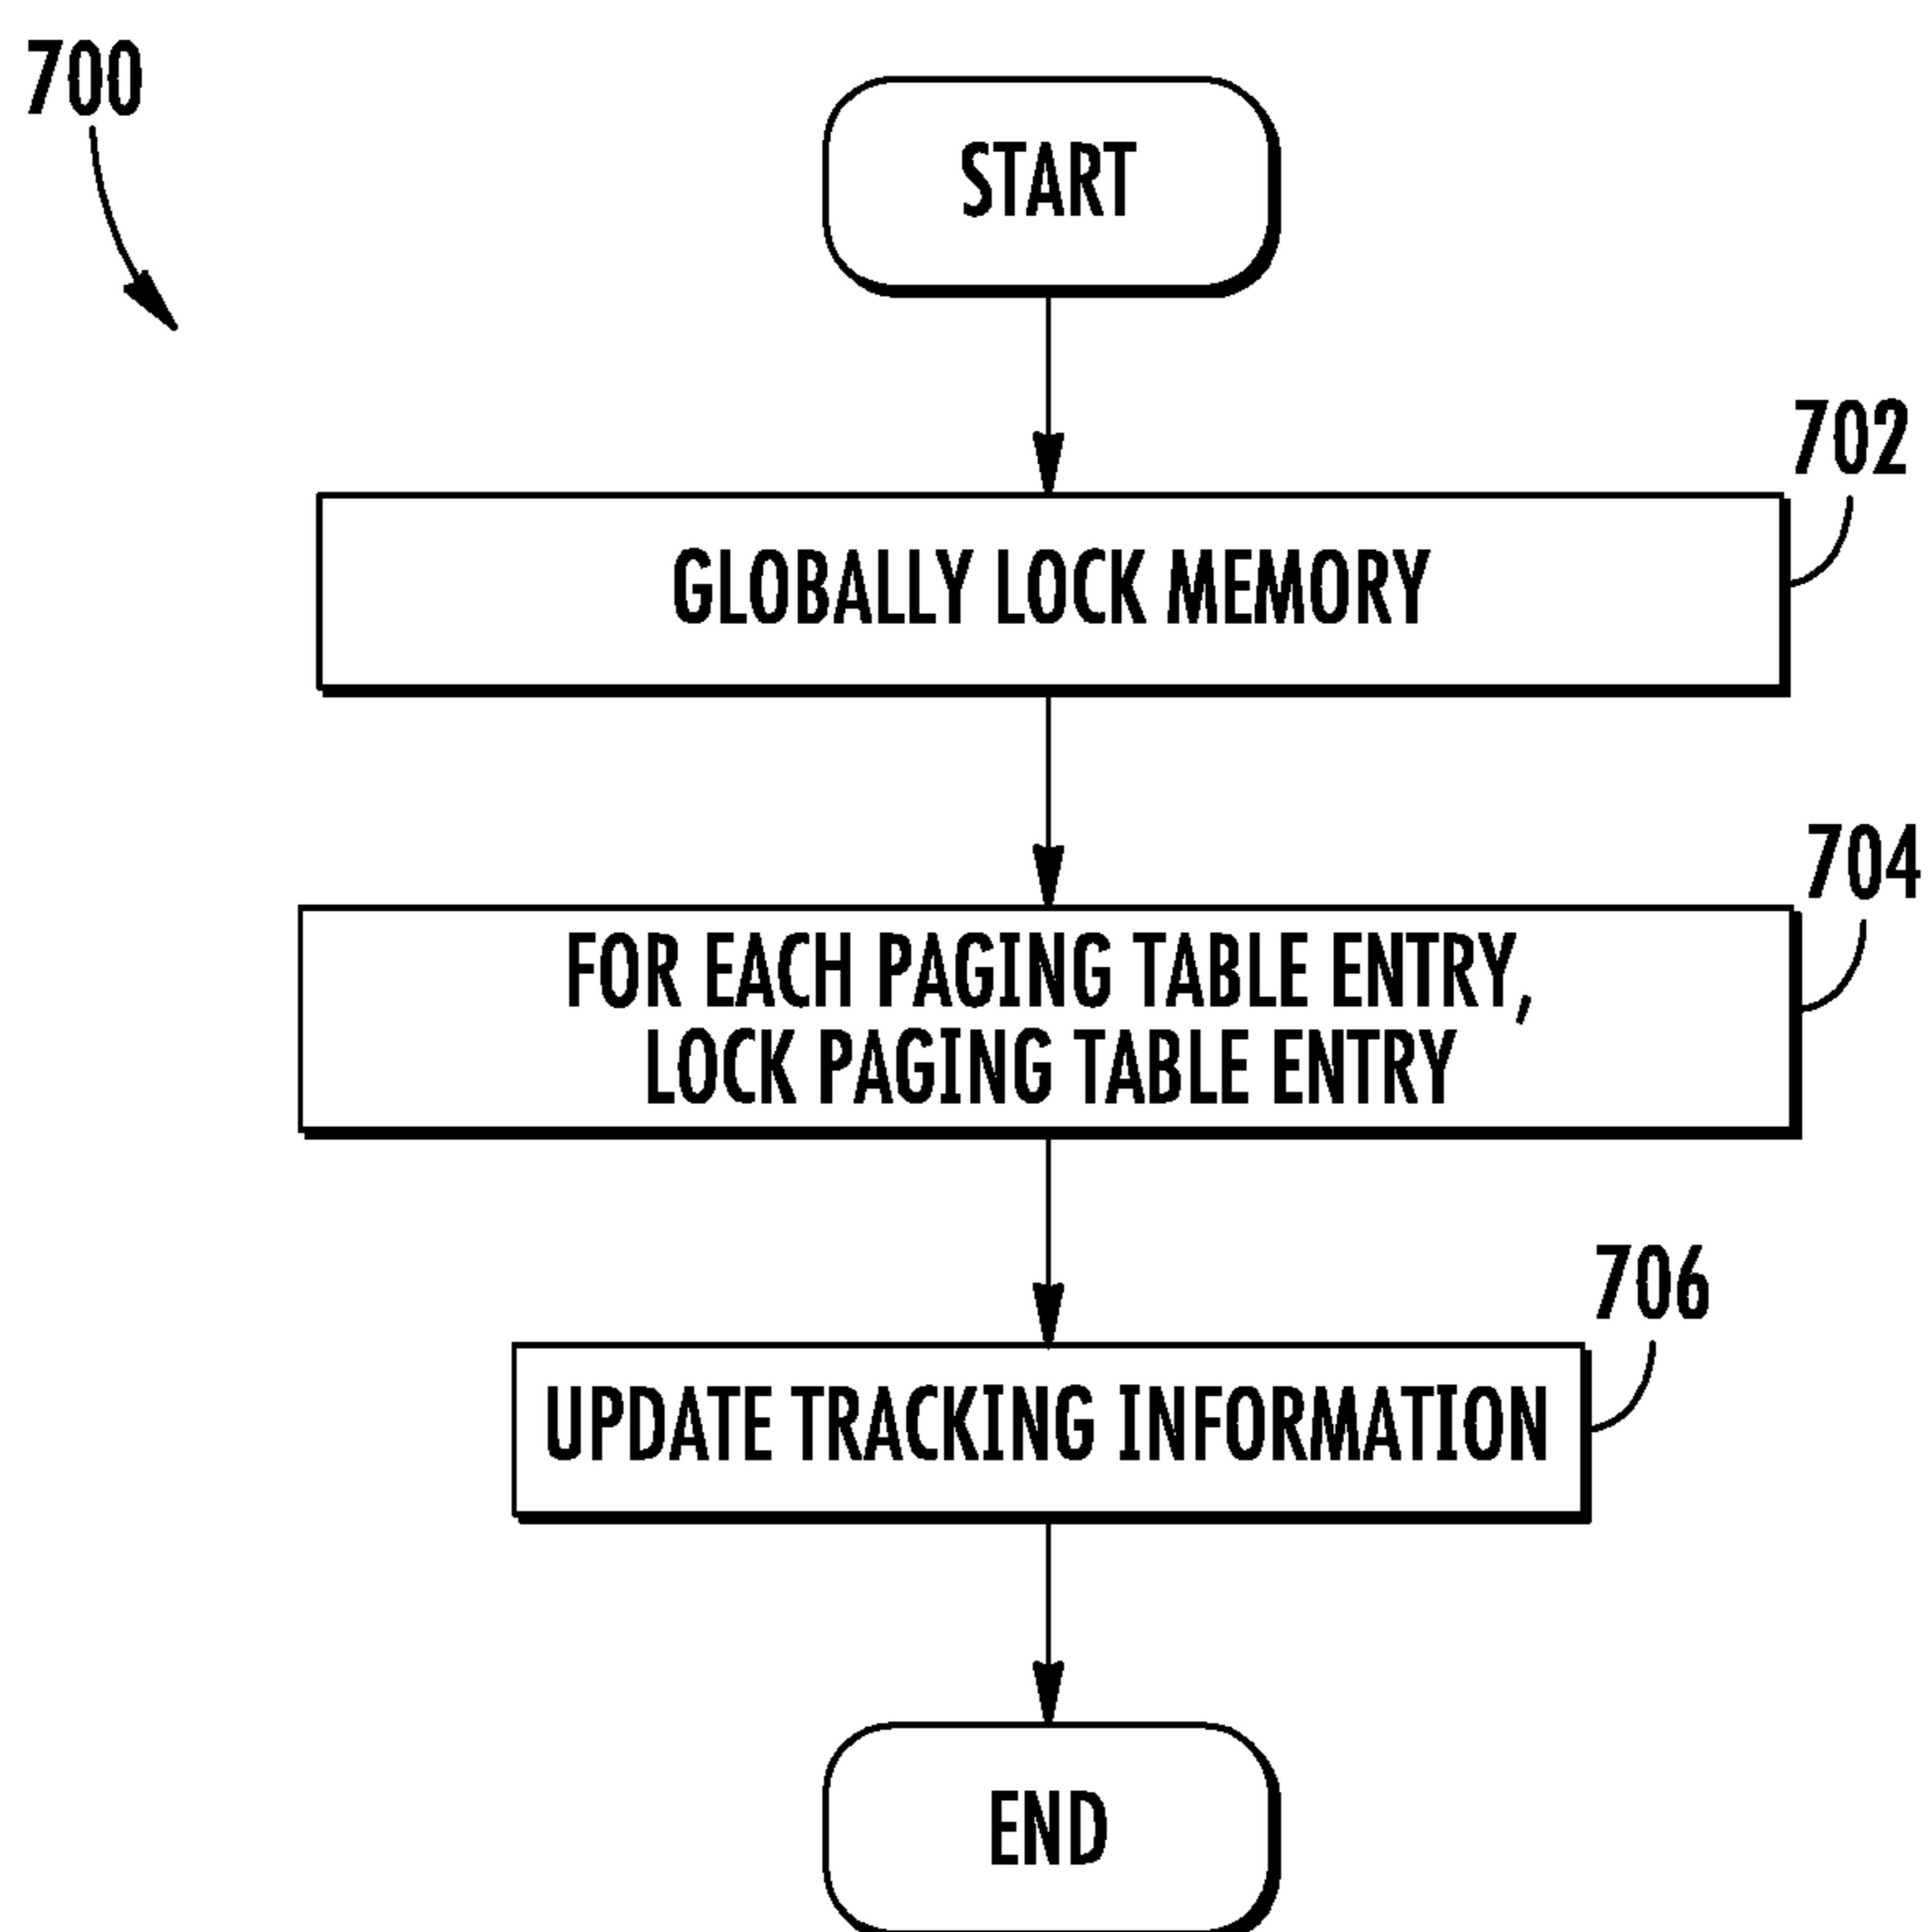 700
START
702
GLOBALLY LOCK MEMORY
704
FOR EACH PAGING TABLE ENTRY,
LOCK PAGING TABLE ENTRY
706
UPDATE TRACKING INFORMATION
END